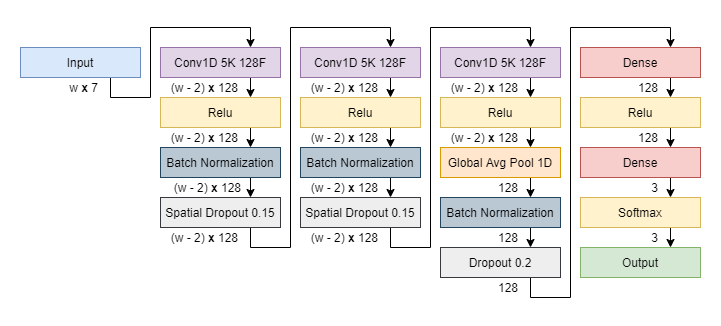 Input
w x 7
Conv1D 5K 128F
(w - 2) x 128
Relu
(w - 2) x 128
Batch Normalization
(w - 2) x 128
Spatial Dropout 0.15
(w - 2) x 128
Conv1D 5K 128F
(w - 2) x 128
Relu
(w - 2) x 128
Batch Normalization
(w - 2) x 128
Spatial Dropout 0.15
(w - 2) x 128
Conv1D 5K 128F
(w - 2) x 128
Relu
(w - 2) x 128
Global Avg Pool 1D
128
Batch Normalization
128
Dropout 0.2
128
Dense
128
Relu
128
Dense
3
Softmax
3
Output